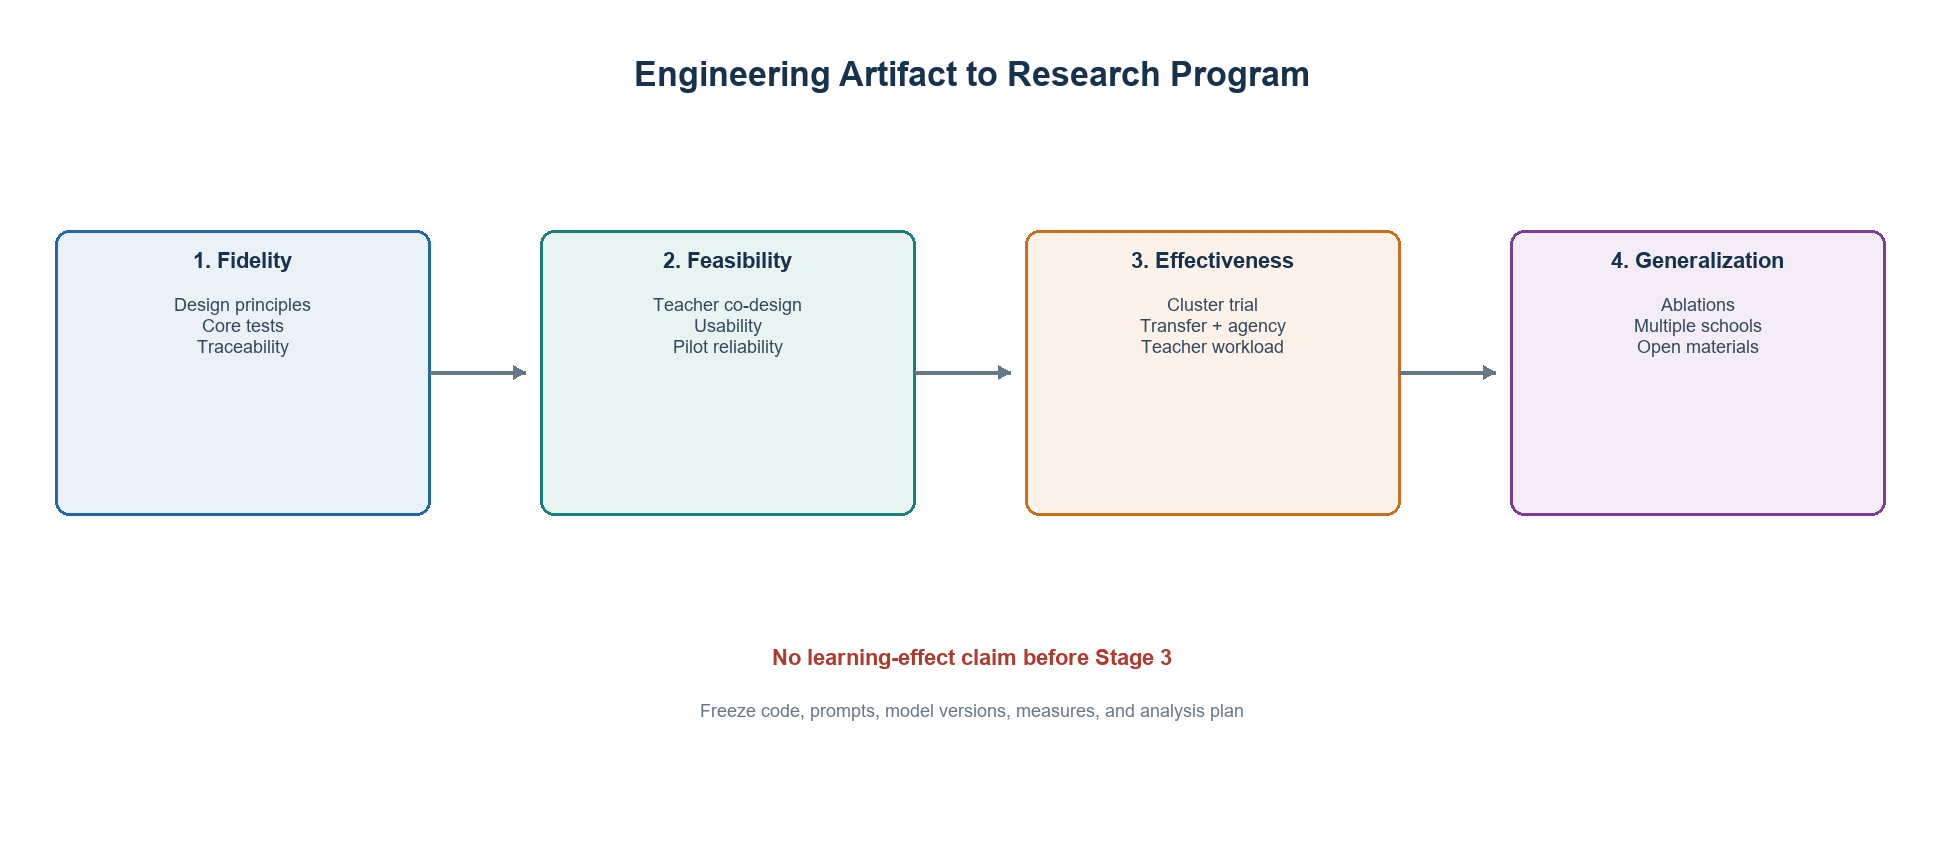 Engineering Artifact to Research Program
1. Fidelity
Design principles
Core tests
Traceability
2. Feasibility
Teacher co-design
Usability
Pilot reliability
3. Effectiveness
Cluster trial
Transfer + agency
Teacher workload
4. Generalization
Ablations
Multiple schools
Open materials
No learning-effect claim before Stage 3
Freeze code, prompts, model versions, measures, and analysis plan